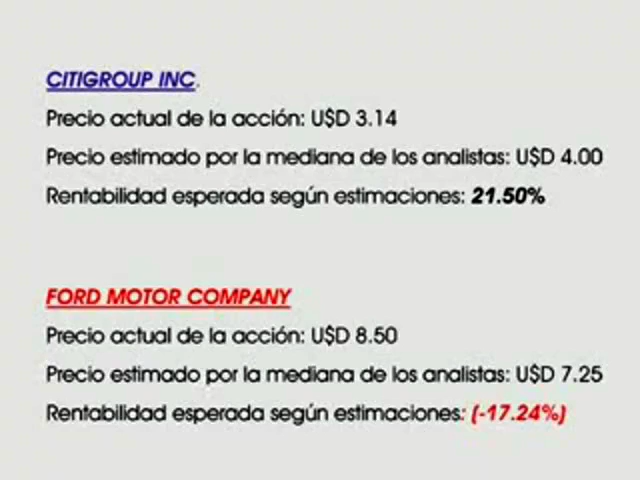 CITIGROUP INC.
Precio actual de la acción: U$D 3.14
Precio estimado por la mediana de los analistas: U$D 4.00
Rentabilidad esperada según estimaciones: 21.50%
FORD MOTOR COMPANY
Precio actual de la acción: U$D 8.50
Precio estimado por la mediana de los analistas: U$D 7.25
Rentabilidad esperada según estimaciones: (-17.24%)